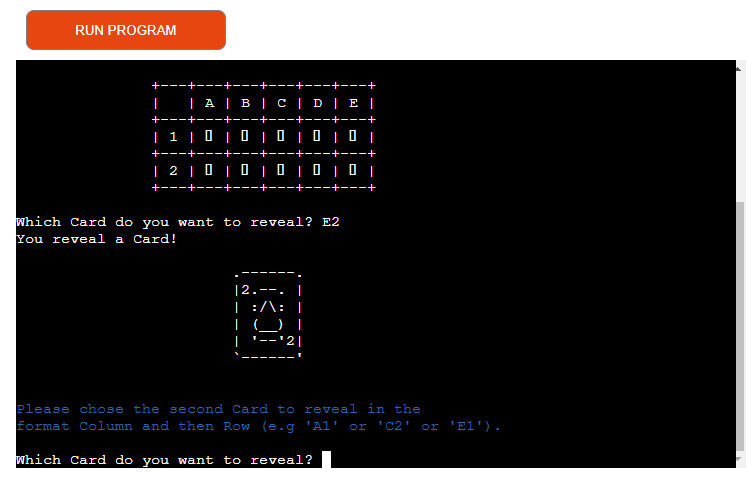 RUN PROGRAM
+---+---+---+---+---+---+
|   | A | B | C | D | E |
+---+---+---+---+---+---+
| 1 | ▯ | ▯ | ▯ | ▯ | ▯ |
+---+---+---+---+---+---+
| 2 | ▯ | ▯ | ▯ | ▯ | ▯ |
+---+---+---+---+---+---+
Which Card do you want to reveal? E2
You reveal a Card!
.------.
|2.--. |
| :/\: |
| (__) |
| '--'2|
`------'
Please chose the second Card to reveal in the
format Column and then Row (e.g 'A1' or 'C2' or 'E1').
Which Card do you want to reveal?